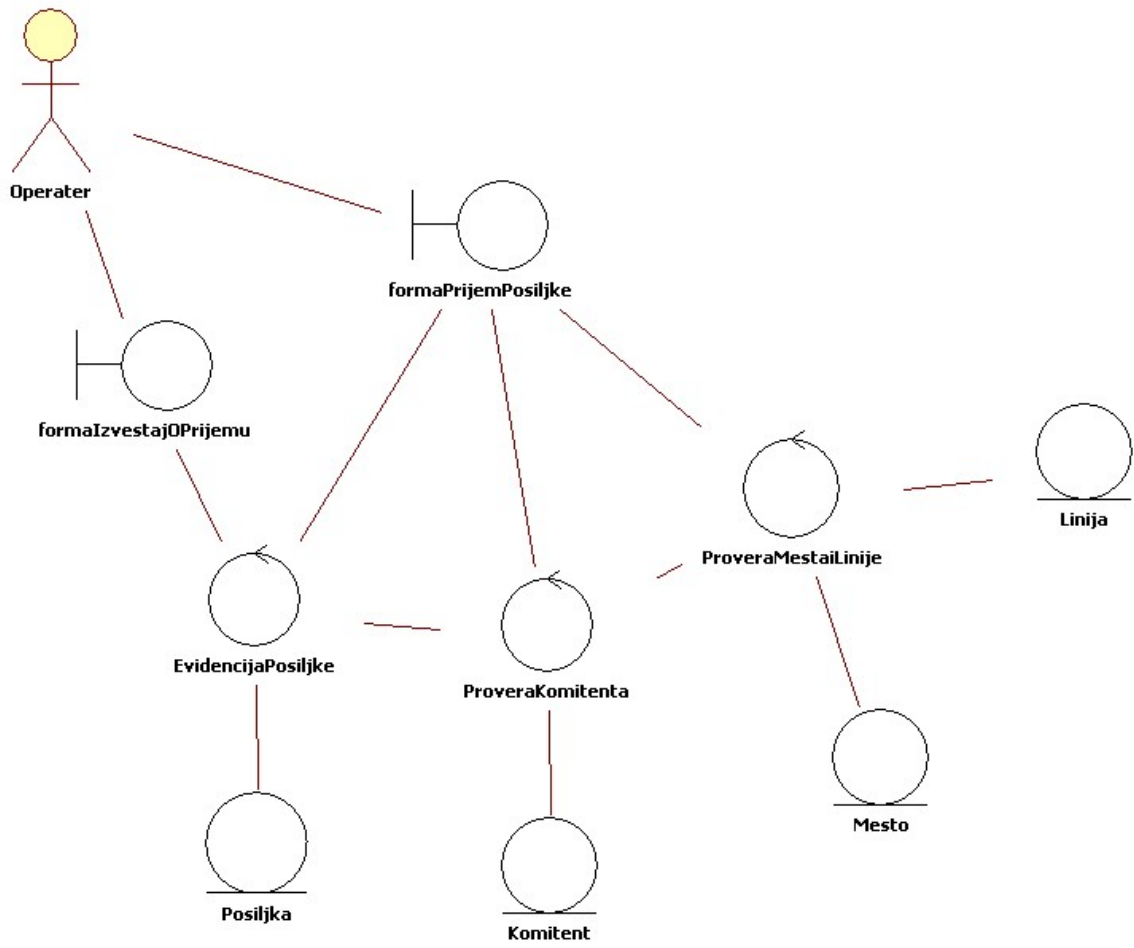 Operater
formaPrijemPosiljke
formaIzvestajOPrijemu
Linija
ProveraMestaiLinije
EvidencijaPosiljke
ProveraKomitenta
Mesto
Posiljka
Komitent